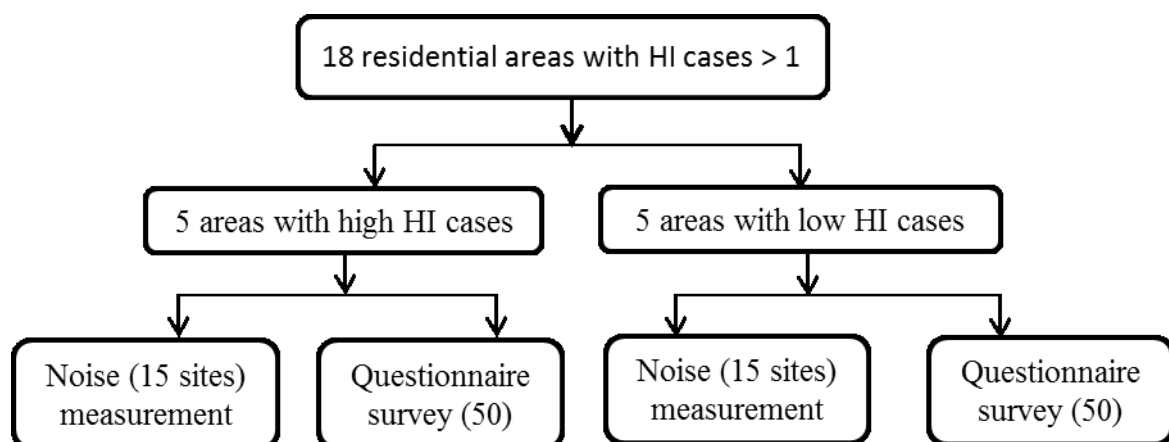 18 residential areas with HI cases > 1
5 areas with high HI cases
5 areas with low HI cases
Noise (15 sites)
measurement
Questionnaire
survey (50)
Noise (15 sites)
measurement
Questionnaire
survey (50)